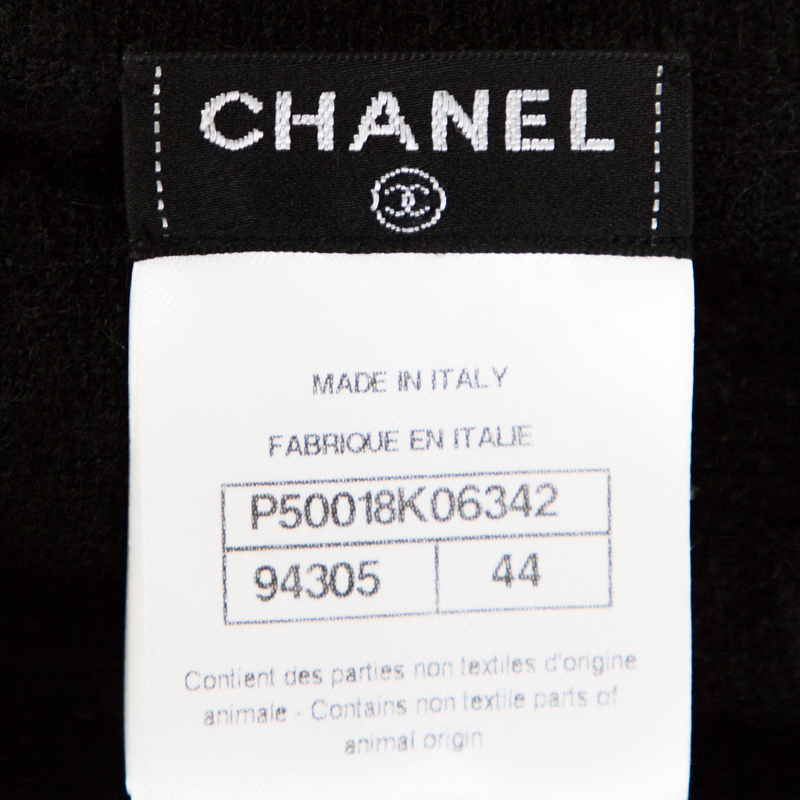 CHANEL
MADE IN ITALY
FABRIQUE EN ITALIE
P50018K06342
94305 44
Contient des parties non textiles d'origine
animale - Contains non textile parts of
animal origin